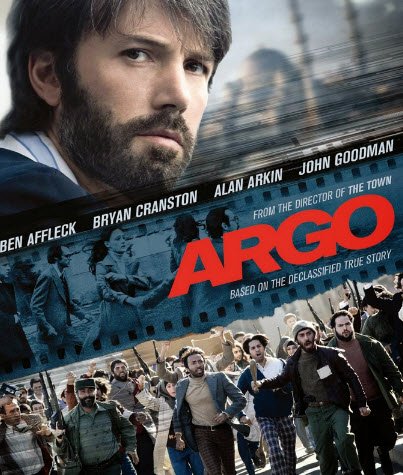 BEN AFFLECK BRYAN CRANSTON ALAN ARKIN JOHN GOODMAN
FROM THE DIRECTOR OF THE TOWN
ARGO
BASED ON THE DECLASSIFIED TRUE STORY